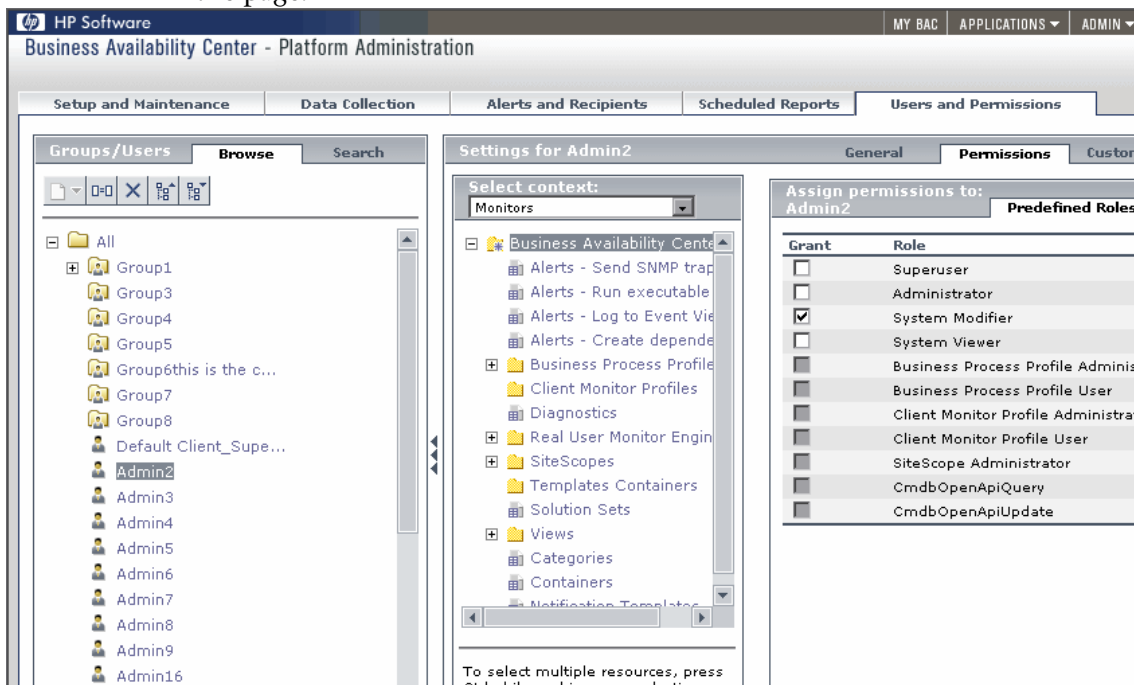 the page.
hp HP Software
MY BAC APPLICATIONS ADMIN
Business Availability Center - Platform Administration
Setup and Maintenance Data Collection Alerts and Recipients Scheduled Reports Users and Permissions
Groups/Users Browse Search
All
Group1
Group3
Group4
Group5
Group6this is the c...
Group7
Group8
Default Client_Supe...
Admin2
Admin3
Admin4
Admin5
Admin6
Admin7
Admin8
Admin9
Admin16
Settings for Admin2 General Permissions Custom
Select context:
Monitors
Business Availability Cente
Alerts - Send SNMP trap
Alerts - Run executable
Alerts - Log to Event Vie
Alerts - Create depende
Business Process Profile
Client Monitor Profiles
Diagnostics
Real User Monitor Engin
SiteScopes
Templates Containers
Solution Sets
Views
Categories
Containers
Notification Templates
To select multiple resources, press
Assign permissions to:
Admin2 Predefined Roles
Grant Role
Superuser
Administrator
System Modifier
System Viewer
Business Process Profile Adminis
Business Process Profile User
Client Monitor Profile Administra
Client Monitor Profile User
SiteScope Administrator
CmdbOpenApiQuery
CmdbOpenApiUpdate